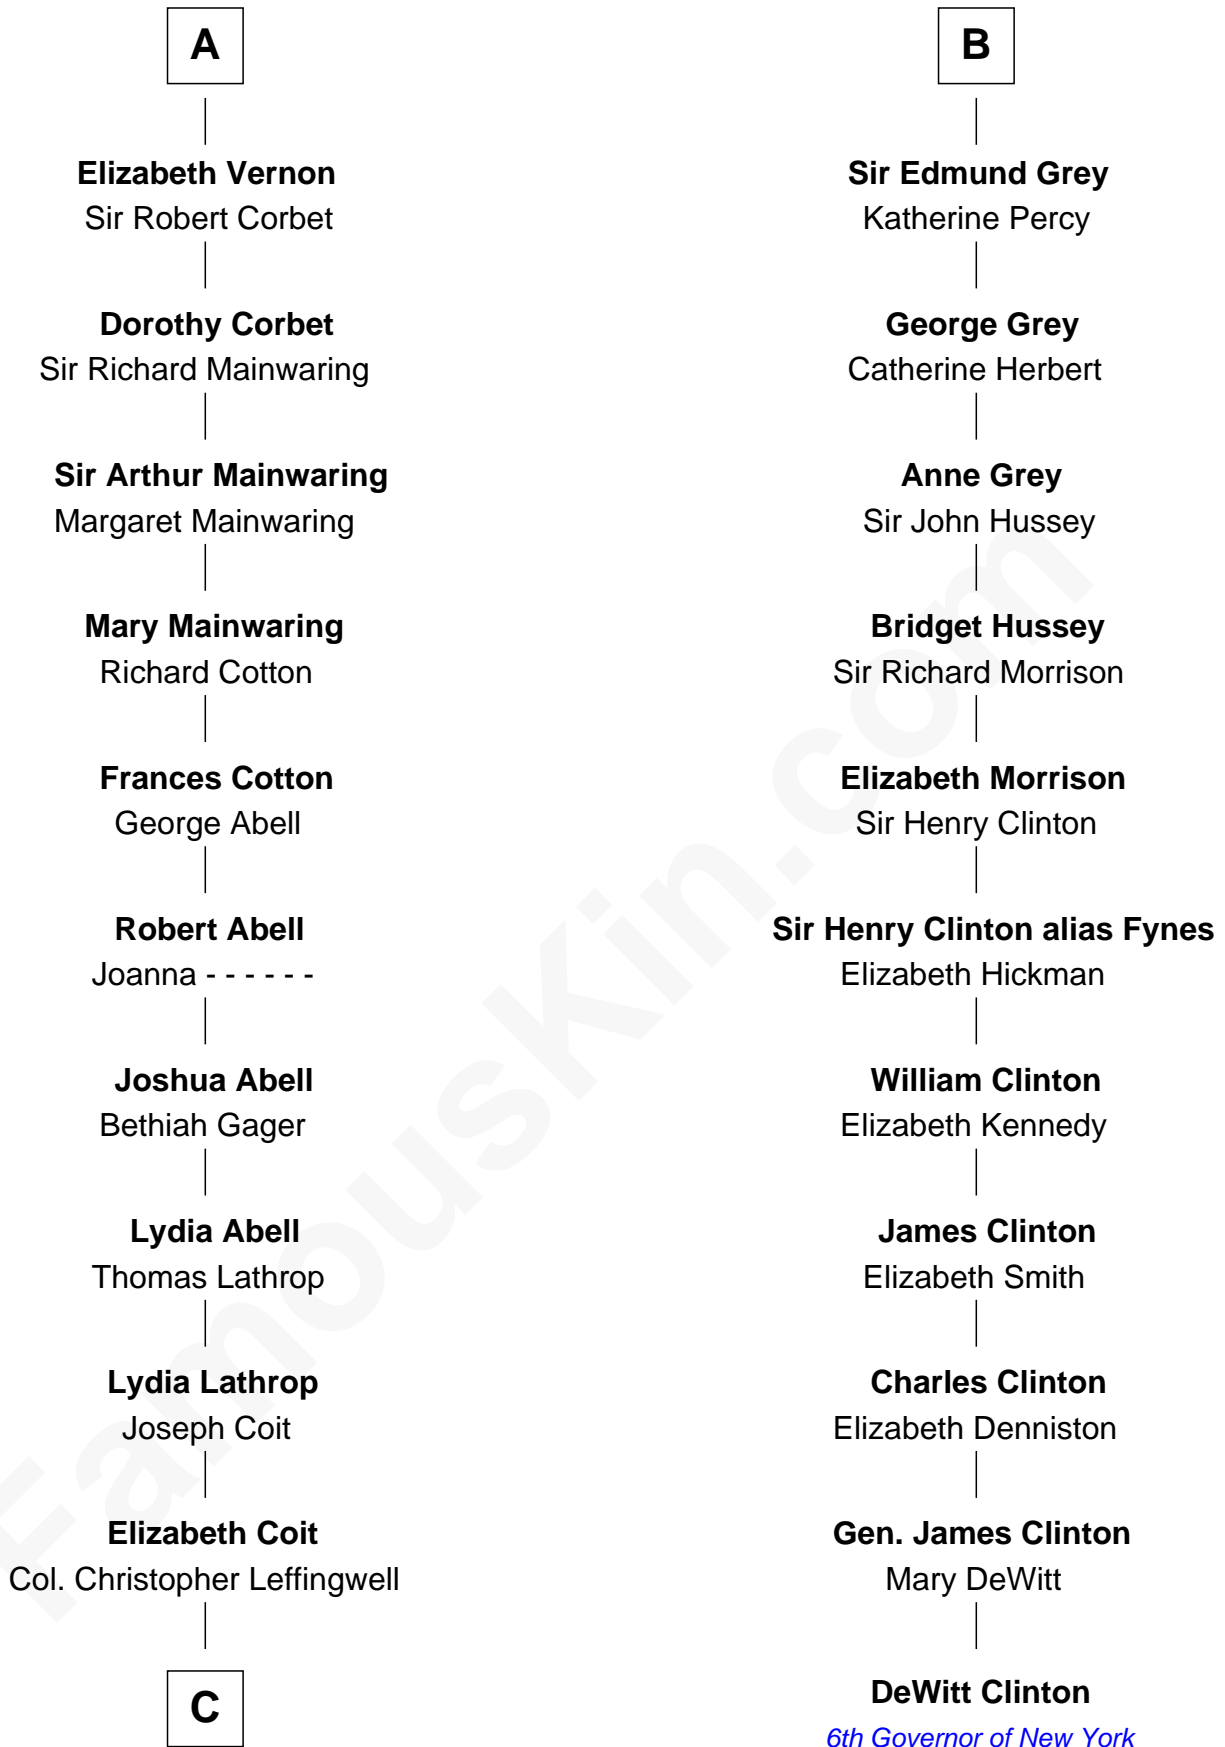 A
Elizabeth Vernon
Sir Robert Corbet
Dorothy Corbet
Sir Richard Mainwaring
Sir Arthur Mainwaring
Margaret Mainwaring
Mary Mainwaring
Richard Cotton
Frances Cotton
George Abell
Robert Abell
Joanna - - - - - -
Joshua Abell
Bethiah Gager
Lydia Abell
Thomas Lathrop
Lydia Lathrop
Joseph Coit
Elizabeth Coit
Col. Christopher Leffingwell
C
B
Sir Edmund Grey
Katherine Percy
George Grey
Catherine Herbert
Anne Grey
Sir John Hussey
Bridget Hussey
Sir Richard Morrison
Elizabeth Morrison
Sir Henry Clinton
Sir Henry Clinton alias Fynes
Elizabeth Hickman
William Clinton
Elizabeth Kennedy
James Clinton
Elizabeth Smith
Charles Clinton
Elizabeth Denniston
Gen. James Clinton
Mary DeWitt
DeWitt Clinton
6th Governor of New York
FamousKin.com